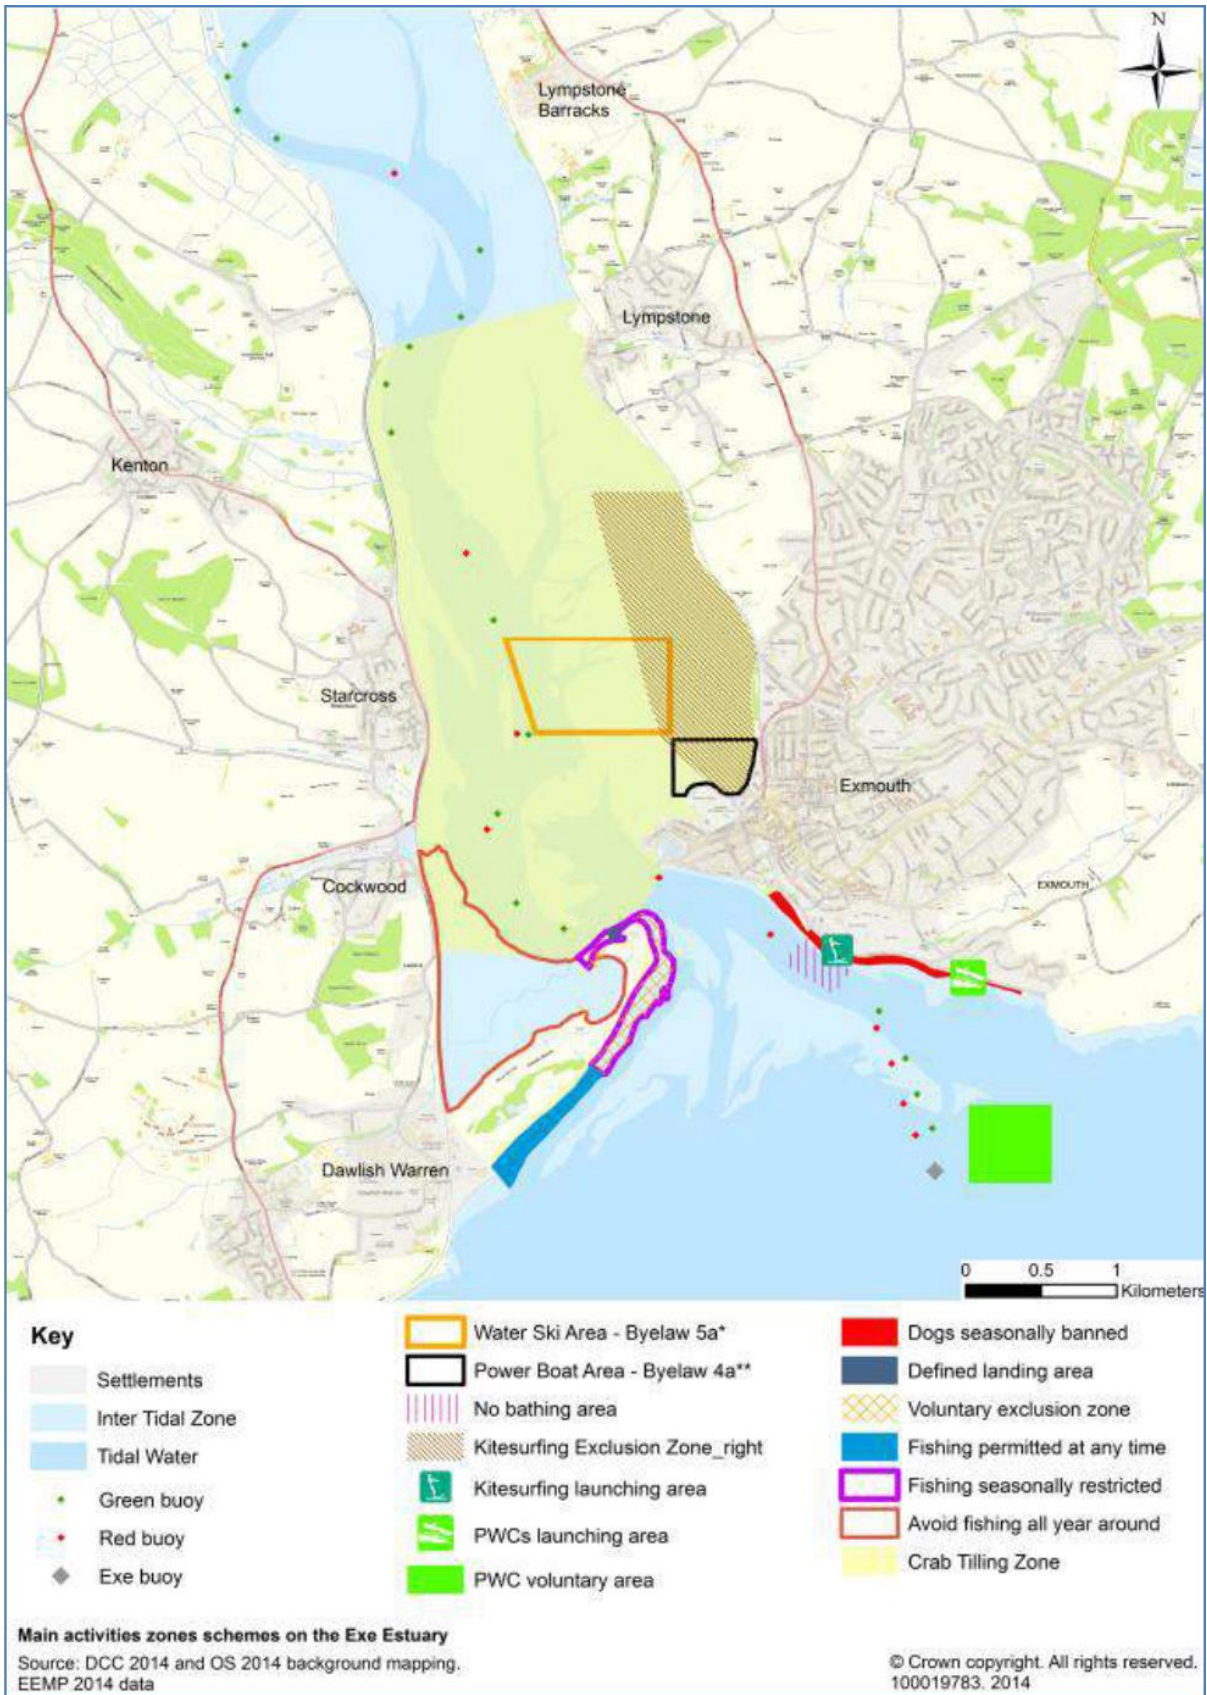 N
Lympstone
Barracks
Lympstone
Kenton
Starcross
Exmouth
Cockwood
EXMOUTH
Dawlish Warren
0 0.5 1
Kilometers
Key
Settlements
Inter Tidal Zone
Tidal Water
Green buoy
Red buoy
Exe buoy
Water Ski Area - Byelaw 5a*
Power Boat Area - Byelaw 4a**
No bathing area
Kitesurfing Exclusion Zone_right
Kitesurfing launching area
PWCs launching area
PWC voluntary area
Dogs seasonally banned
Defined landing area
Voluntary exclusion zone
Fishing permitted at any time
Fishing seasonally restricted
Avoid fishing all year around
Crab Tilling Zone
Main activities zones schemes on the Exe Estuary
Source: DCC 2014 and OS 2014 background mapping.
EEMP 2014 data
© Crown copyright. All rights reserved.
100019783. 2014